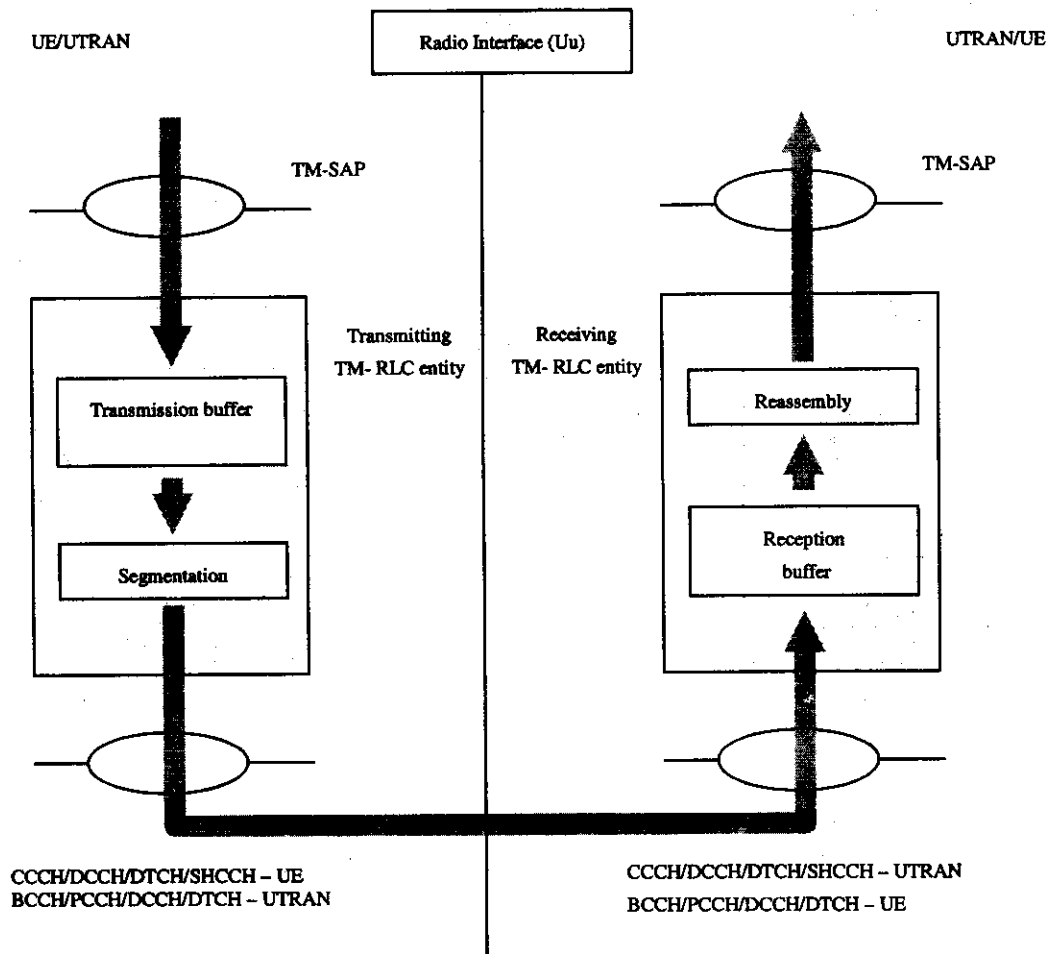 UE/UTRAN
Radio Interface (Uu)
UTRAN/UE
TM-SAP
TM-SAP
Transmitting
TM- RLC entity
Receiving
TM- RLC entity
Transmission buffer
Segmentation
Reassembly
Reception
buffer
CCCH/DCCH/DTCH/SHCCH – UE
BCCH/PCCH/DCCH/DTCH – UTRAN
CCCH/DCCH/DTCH/SHCCH – UTRAN
BCCH/PCCH/DCCH/DTCH – UE